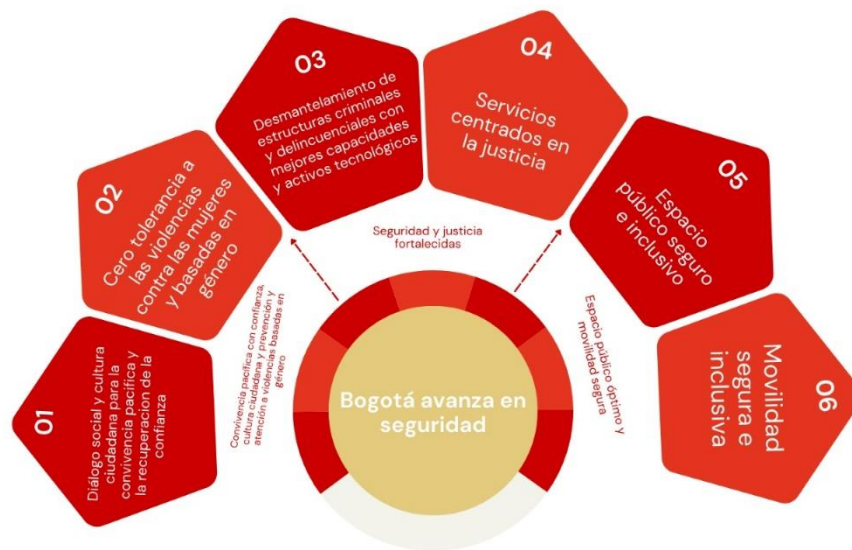 01
Diálogo social y cultura
ciudadana para la
convivencia pacífica y
la recuperacion de la
confianza
02
Cero tolerancia a
las violencias
contra las mujeres
y basadas en
género
03
Desmantelamiento de
estructuras criminales
y delincuenciales con
mejores capacidades
y activos tecnológicos
04
Servicios
centrados en
la justicia
05
Espacio
público seguro
e inclusivo
06
Movilidad
segura e
inclusiva
Convivencia pacífica con confianza,
cultura ciudadana y prevención y
atención a violencias basadas en
género
Seguridad y justicia
fortalecidas
Espacio público óptimo y
movilidad segura
Bogotá avanza en
seguridad